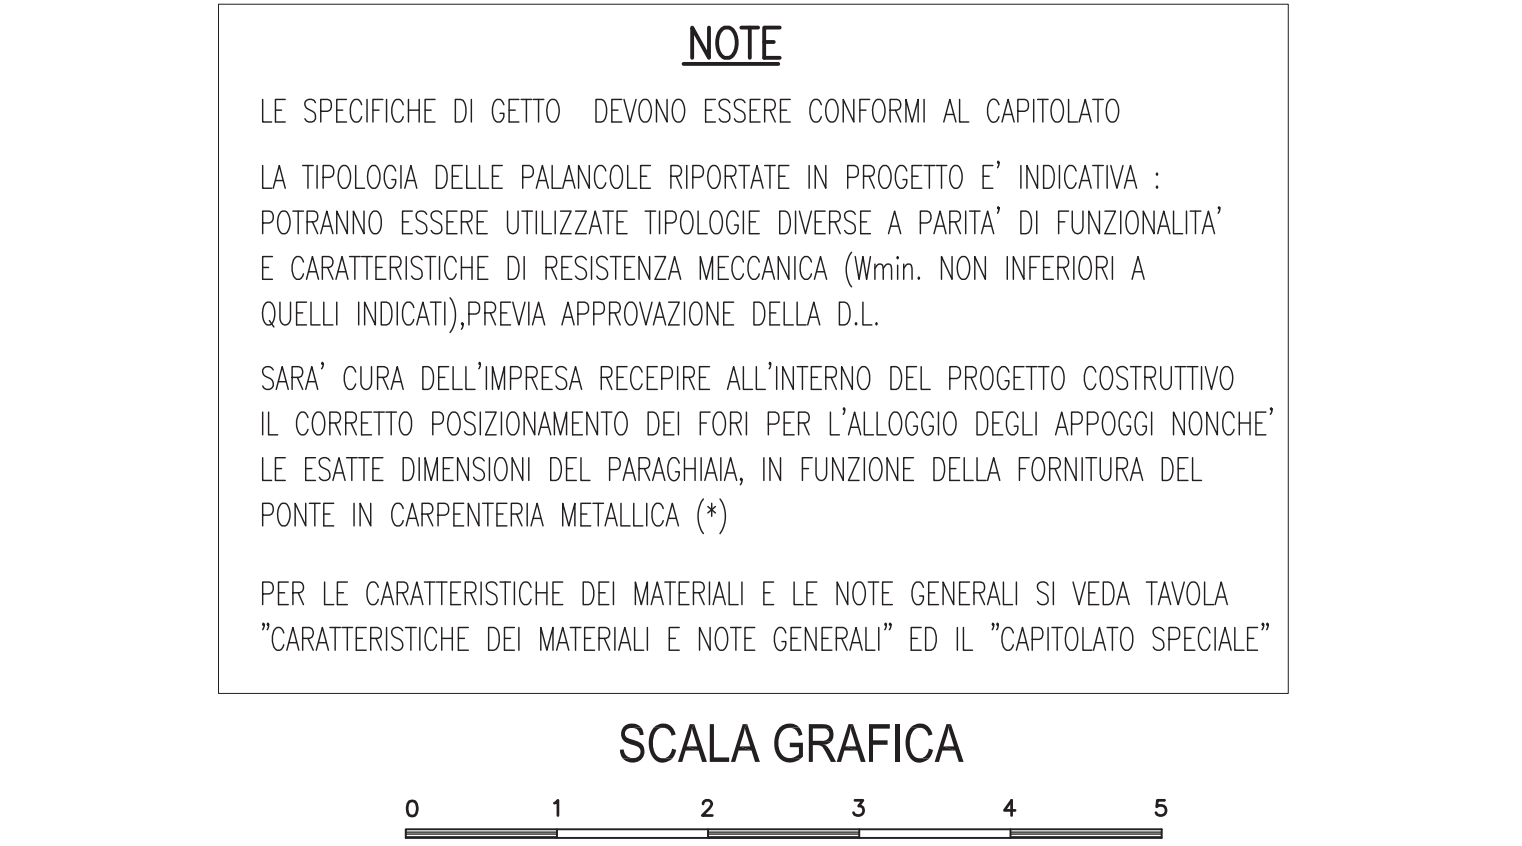 NOTE
LE SPECIFICHE DI GETTO DEVONO ESSERE CONFORMI AL CAPITOLATO
LA TIPOLOGIA DELLE PALANCOLE RIPORTATE IN PROGETTO E' INDICATIVA :
POTRANNO ESSERE UTILIZZATE TIPOLOGIE DIVERSE A PARITA' DI FUNZIONALITA'
E CARATTERISTICHE DI RESISTENZA MECCANICA (Wmin. NON INFERIORI A
QUELLI INDICATI),PREVIA APPROVAZIONE DELLA D.L.
SARA' CURA DELL'IMPRESA RECEPIRE ALL'INTERNO DEL PROGETTO COSTRUTTIVO
IL CORRETTO POSIZIONAMENTO DEI FORI PER L'ALLOGGIO DEGLI APPOGGI NONCHE'
LE ESATTE DIMENSIONI DEL PARAGHIAIA, IN FUNZIONE DELLA FORNITURA DEL
PONTE IN CARPENTERIA METALLICA (*)
PER LE CARATTERISTICHE DEI MATERIALI E LE NOTE GENERALI SI VEDA TAVOLA
"CARATTERISTICHE DEI MATERIALI E NOTE GENERALI" ED IL "CAPITOLATO SPECIALE"
SCALA GRAFICA
0 1 2 3 4 5